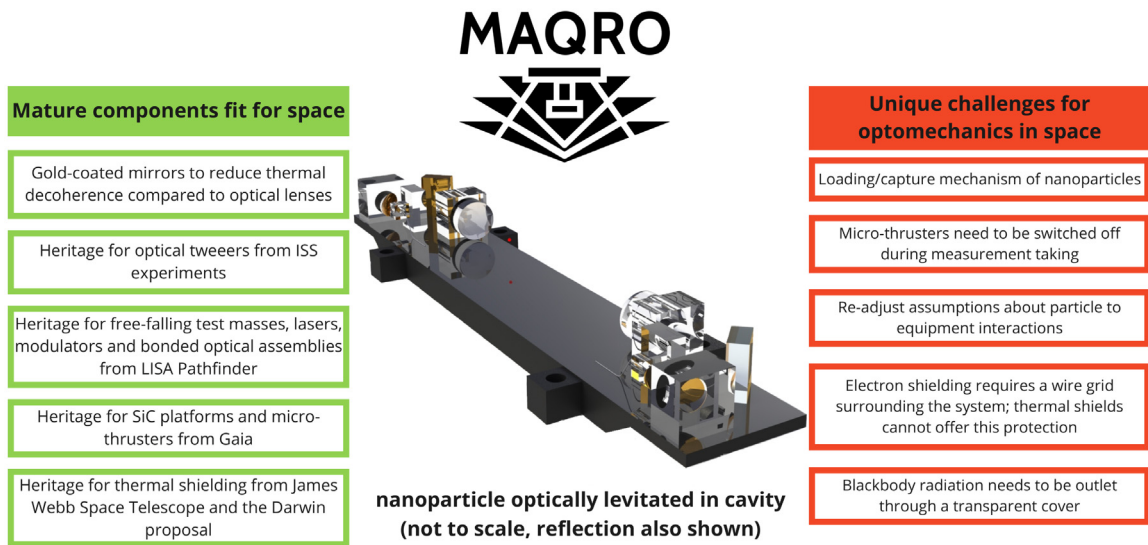 MAQRO
Mature components fit for space
Gold-coated mirrors to reduce thermal
decoherence compared to optical lenses
Heritage for optical tweeers from ISS
experiments
Heritage for free-falling test masses, lasers,
modulators and bonded optical assemblies
from LISA Pathfinder
Heritage for SiC platforms and micro-
thrusters from Gaia
Heritage for thermal shielding from James
Webb Space Telescope and the Darwin
proposal
nanoparticle optically levitated in cavity
(not to scale, reflection also shown)
Unique challenges for
optomechanics in space
Loading/capture mechanism of nanoparticles
Micro-thrusters need to be switched off
during measurement taking
Re-adjust assumptions about particle to
equipment interactions
Electron shielding requires a wire grid
surrounding the system; thermal shields
cannot offer this protection
Blackbody radiation needs to be outlet
through a transparent cover